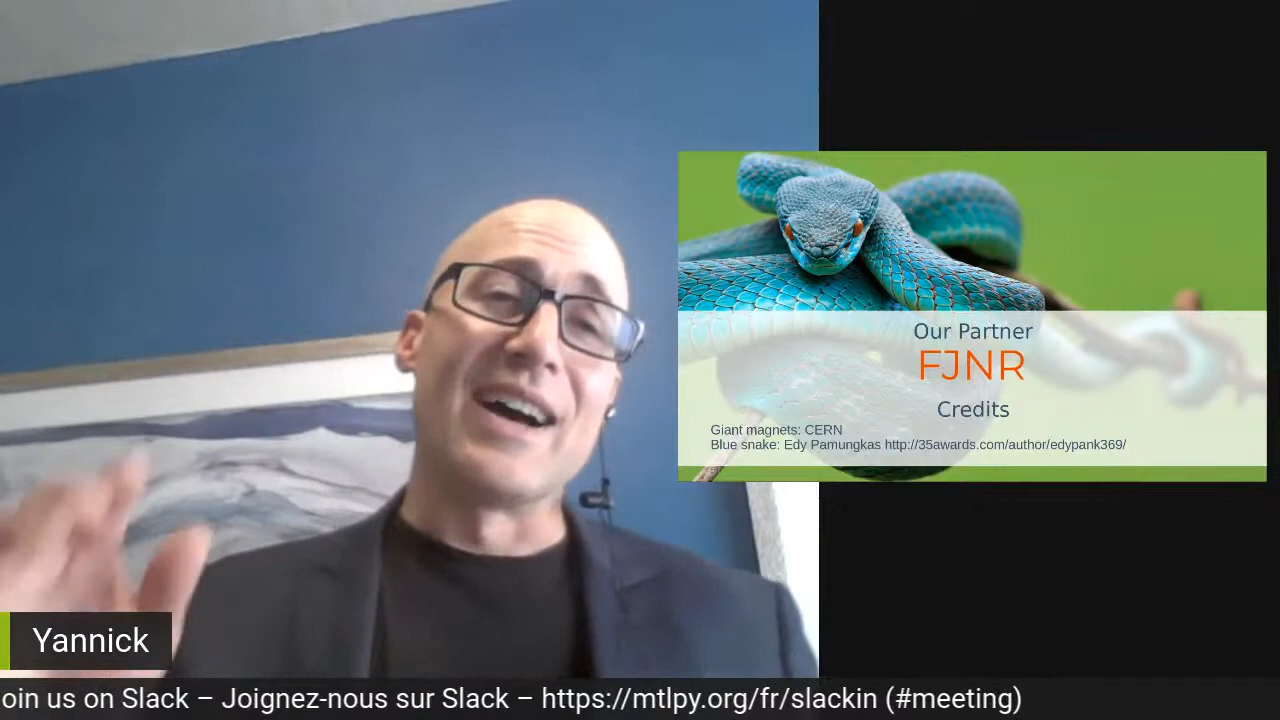 Our Partner
FJNR
Credits
Giant magnets: CERN
Blue snake: Edy Pamungkas http://35awards.com/author/edypank369/
Yannick
oin us on Slack – Joignez-nous sur Slack – https://mtlpy.org/fr/slackin (#meeting)